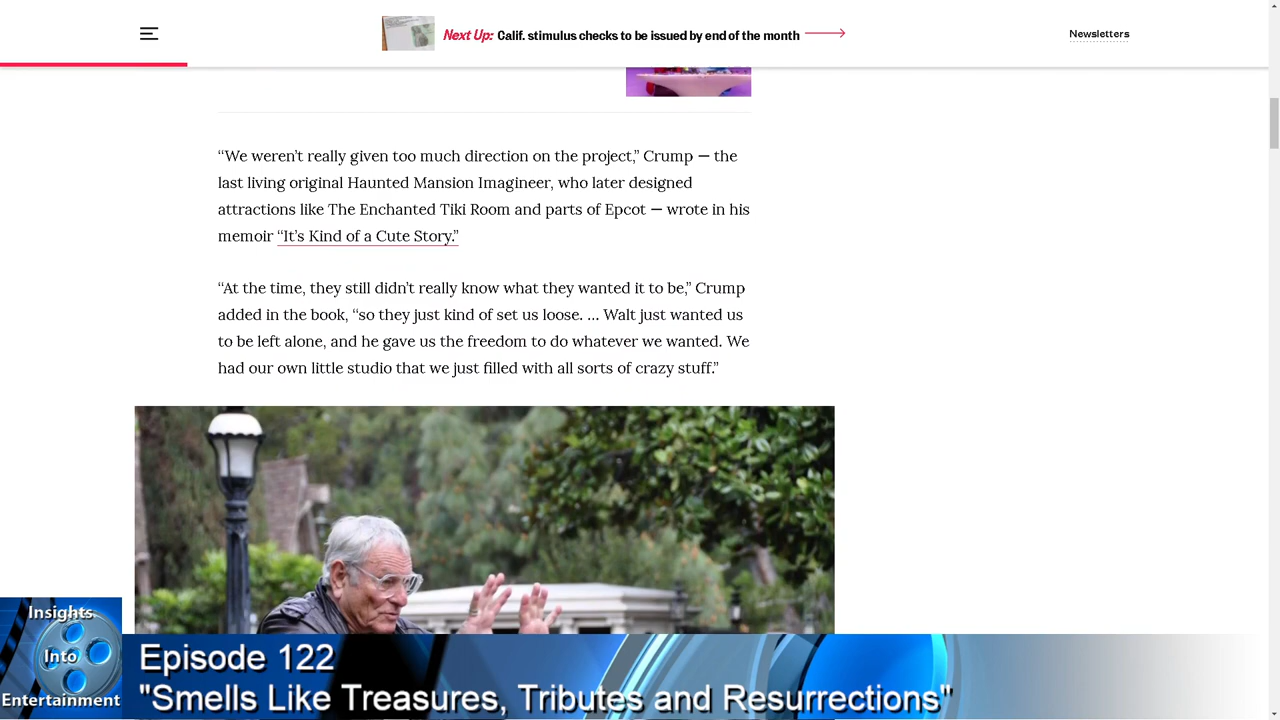 Next Up: Calif. stimulus checks to be issued by end of the month
Newsletters
“We weren’t really given too much direction on the project,” Crump — the
last living original Haunted Mansion Imagineer, who later designed
attractions like The Enchanted Tiki Room and parts of Epcot — wrote in his
memoir “It’s Kind of a Cute Story.”
“At the time, they still didn’t really know what they wanted it to be,” Crump
added in the book, “so they just kind of set us loose. … Walt just wanted us
to be left alone, and he gave us the freedom to do whatever we wanted. We
had our own little studio that we just filled with all sorts of crazy stuff.”
Insights
Into
Entertainment
Episode 122
"Smells Like Treasures, Tributes and Resurrections"